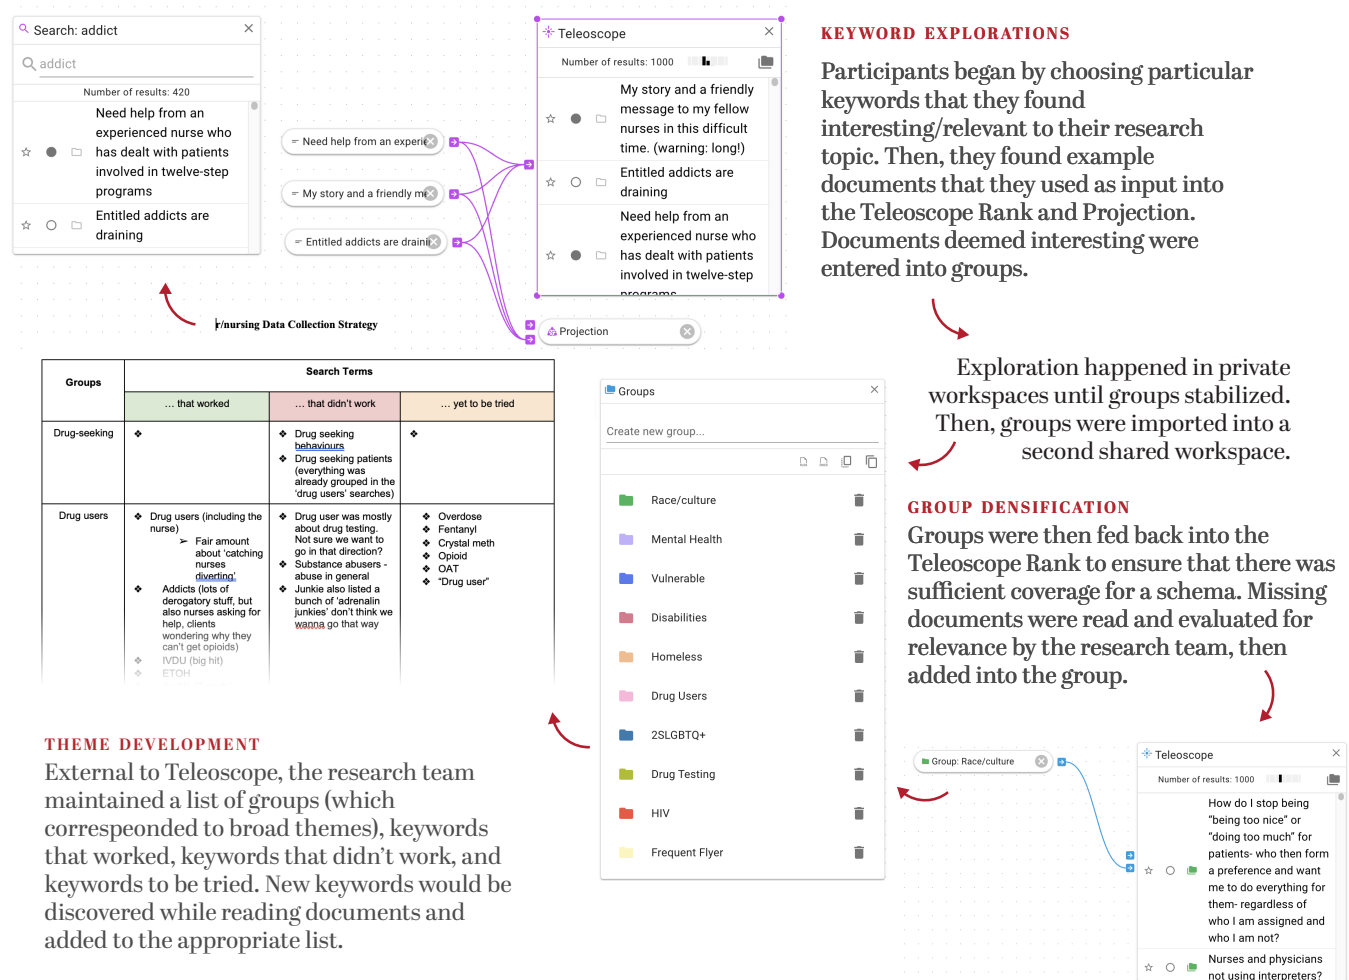 Search: addict
addict
Number of results: 420
Need help from an
experienced nurse who
has dealt with patients
involved in twelve-step
programs
Entitled addicts are
draining
Need help from an experie
My story and a friendly me
Entitled addicts are drainin
Teleoscope
Number of results: 1000
My story and a friendly
message to my fellow
nurses in this difficult
time. (warning: long!)
Entitled addicts are
draining
Need help from an
experienced nurse who
has dealt with patients
involved in twelve-step
programs
Projection
KEYWORD EXPLORATIONS
Participants began by choosing particular
keywords that they found
interesting/relevant to their research
topic. Then, they found example
documents that they used as input into
the Teleoscope Rank and Projection.
Documents deemed interesting were
entered into groups.
Exploration happened in private
workspaces until groups stabilized.
Then, groups were imported into a
second shared workspace.
r/nursing Data Collection Strategy
Groups
Search Terms
... that worked
... that didn't work
... yet to be tried
Drug-seeking
❖
❖ Drug seeking
behaviours
❖ Drug seeking patients
(everything was
already grouped in the
'drug users' searches)
❖
Drug users
❖ Drug users (including the
nurse)
➢ Fair amount
about 'catching
nurses
diverting'
❖ Addicts (lots of
derogatory stuff, but
also nurses asking for
help, clients
wondering why they
can't get opioids)
❖ IVDU (big hit)
❖ ETOH
❖ Drug user was mostly
about drug testing.
Not sure we want to
go in that direction?
❖ Substance abusers -
abuse in general
❖ Junkie also listed a
bunch of 'adrenalin
junkies' don't think we
wanna go that way
❖ Overdose
❖ Fentanyl
❖ Crystal meth
❖ Opioid
❖ OAT
❖ "Drug user"
Groups
Create new group...
Race/culture
Mental Health
Vulnerable
Disabilities
Homeless
Drug Users
2SLGBTQ+
Drug Testing
HIV
Frequent Flyer
GROUP DENSIFICATION
Groups were then fed back into the
Teleoscope Rank to ensure that there was
sufficient coverage for a schema. Missing
documents were read and evaluated for
relevance by the research team, then
added into the group.
THEME DEVELOPMENT
External to Teleoscope, the research team
maintained a list of groups (which
correspeonded to broad themes), keywords
that worked, keywords that didn't work, and
keywords to be tried. New keywords would be
discovered while reading documents and
added to the appropriate list.
Group: Race/culture
Teleoscope
Number of results: 1000
How do I stop being
"being too nice" or
"doing too much" for
patients- who then form
a preference and want
me to do everything for
them- regardless of
who I am assigned and
who I am not?
Nurses and physicians
not using interpreters?